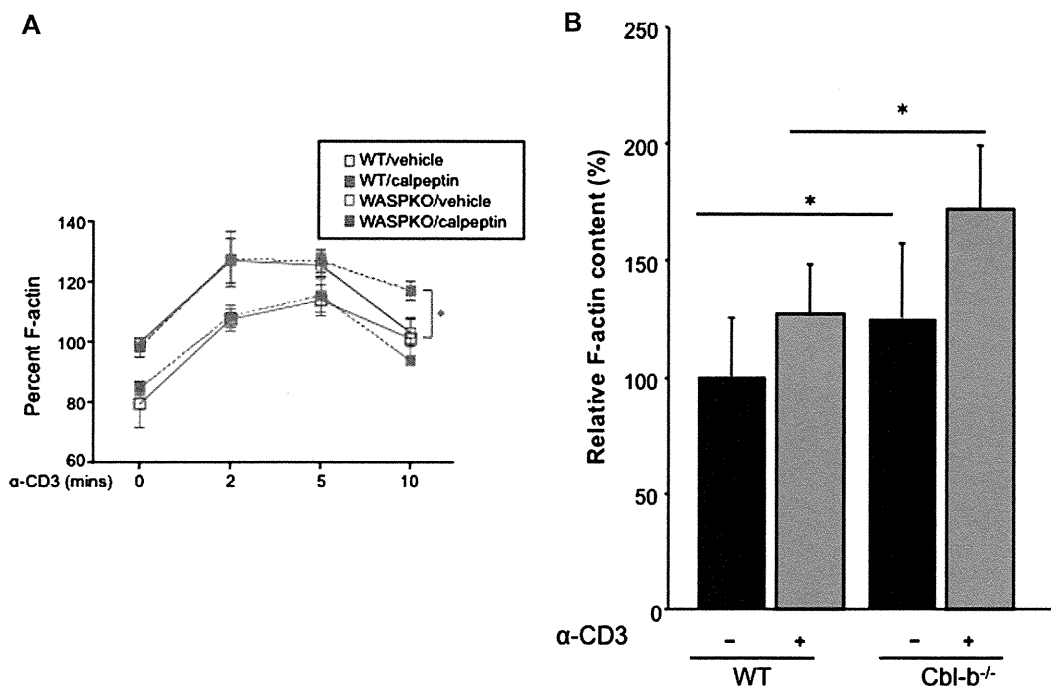 A
WT/vehicle
WT/calpeptin
WASPKO/vehicle
WASPKO/calpeptin
Percent F-actin
140
120
100
80
60
*
α-CD3 (mins)
0 2 5 10
B
Relative F-actin content (%)
250
200
150
100
50
0
*
*
α-CD3
- + - +
WT Cbl-b-/-